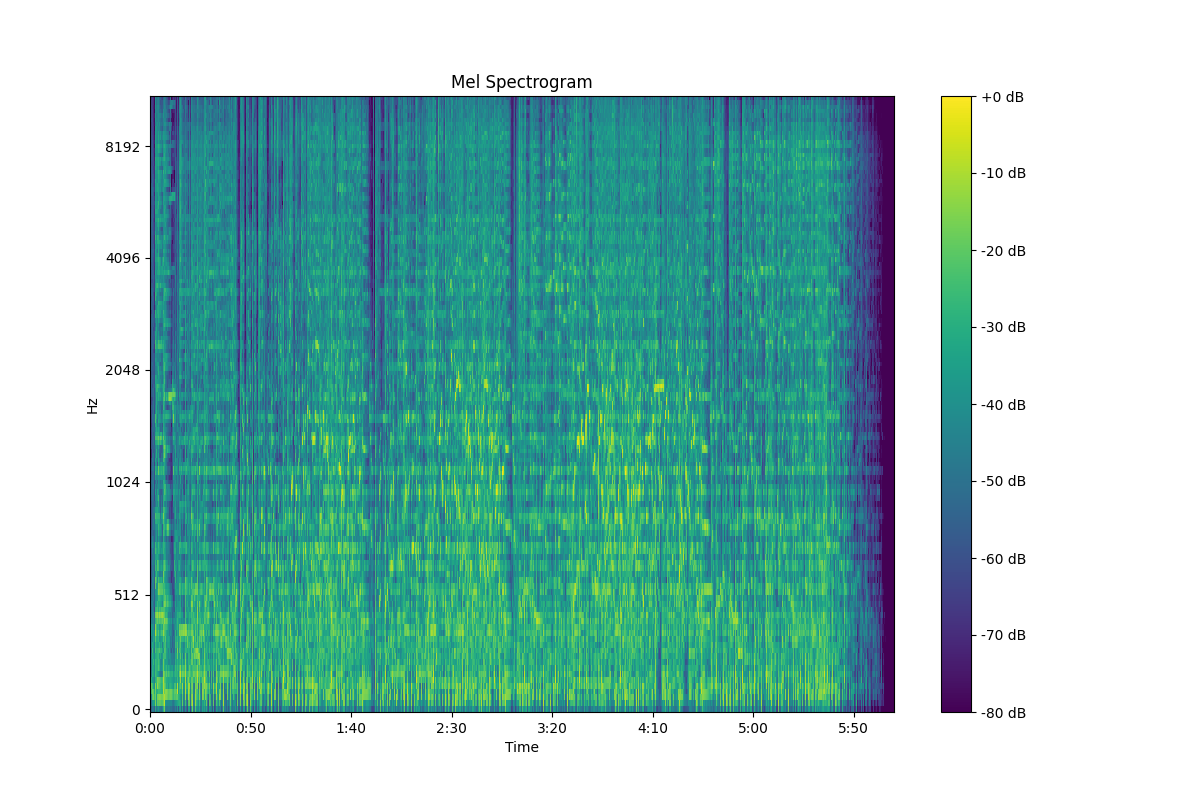 Mel Spectrogram
8192
4096
2048
1024
512
0
Hz
0:00 0:50 1:40 2:30 3:20 4:10 5:00 5:50
Time
+0 dB
-10 dB
-20 dB
-30 dB
-40 dB
-50 dB
-60 dB
-70 dB
-80 dB